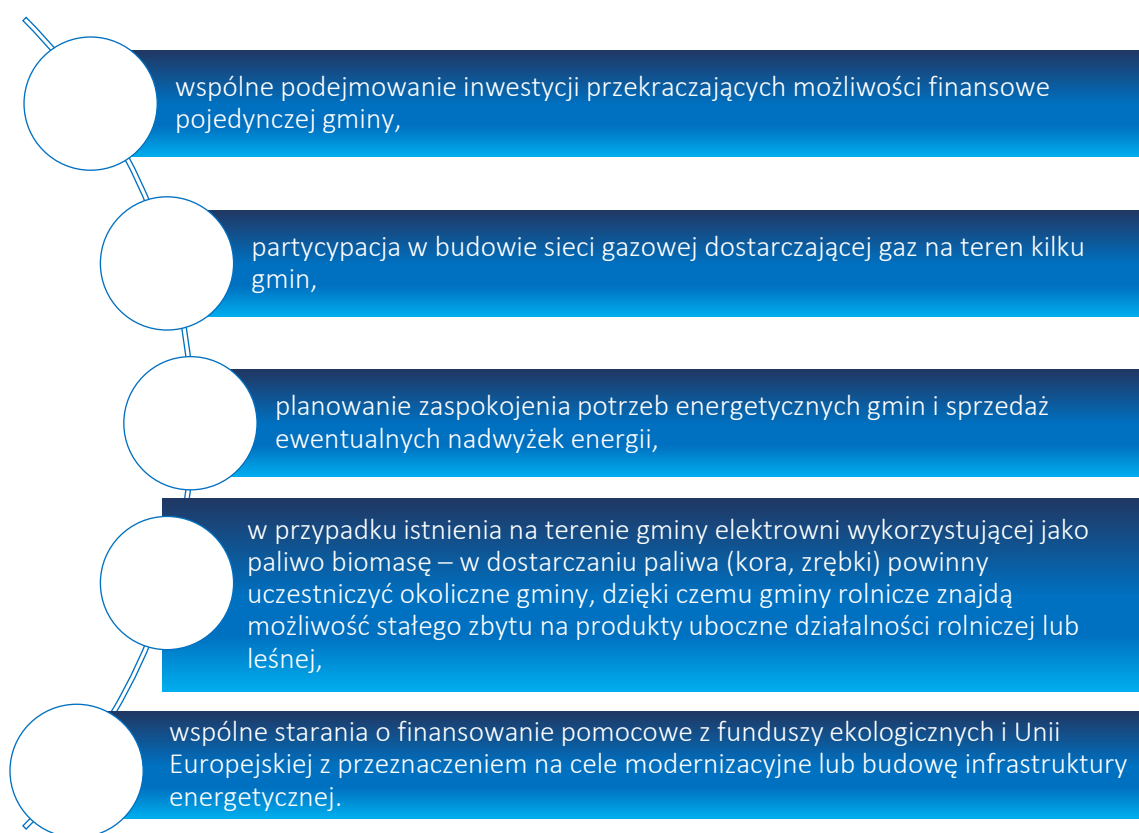 wspólne podejmowanie inwestycji przekraczających możliwości finansowe
pojedynczej gminy,
partycypacja w budowie sieci gazowej dostarczającej gaz na teren kilku
gmin,
planowanie zaspokojenia potrzeb energetycznych gmin i sprzedaż
ewentualnych nadwyżek energii,
w przypadku istnienia na terenie gminy elektrowni wykorzystującej jako
paliwo biomasę – w dostarczaniu paliwa (kora, zrębki) powinny
uczestniczyć okoliczne gminy, dzięki czemu gminy rolnicze znajdą
możliwość stałego zbytu na produkty uboczne działalności rolniczej lub
leśnej,
wspólne starania o finansowanie pomocowe z funduszy ekologicznych i Unii
Europejskiej z przeznaczeniem na cele modernizacyjne lub budowę infrastruktury
energetycznej.